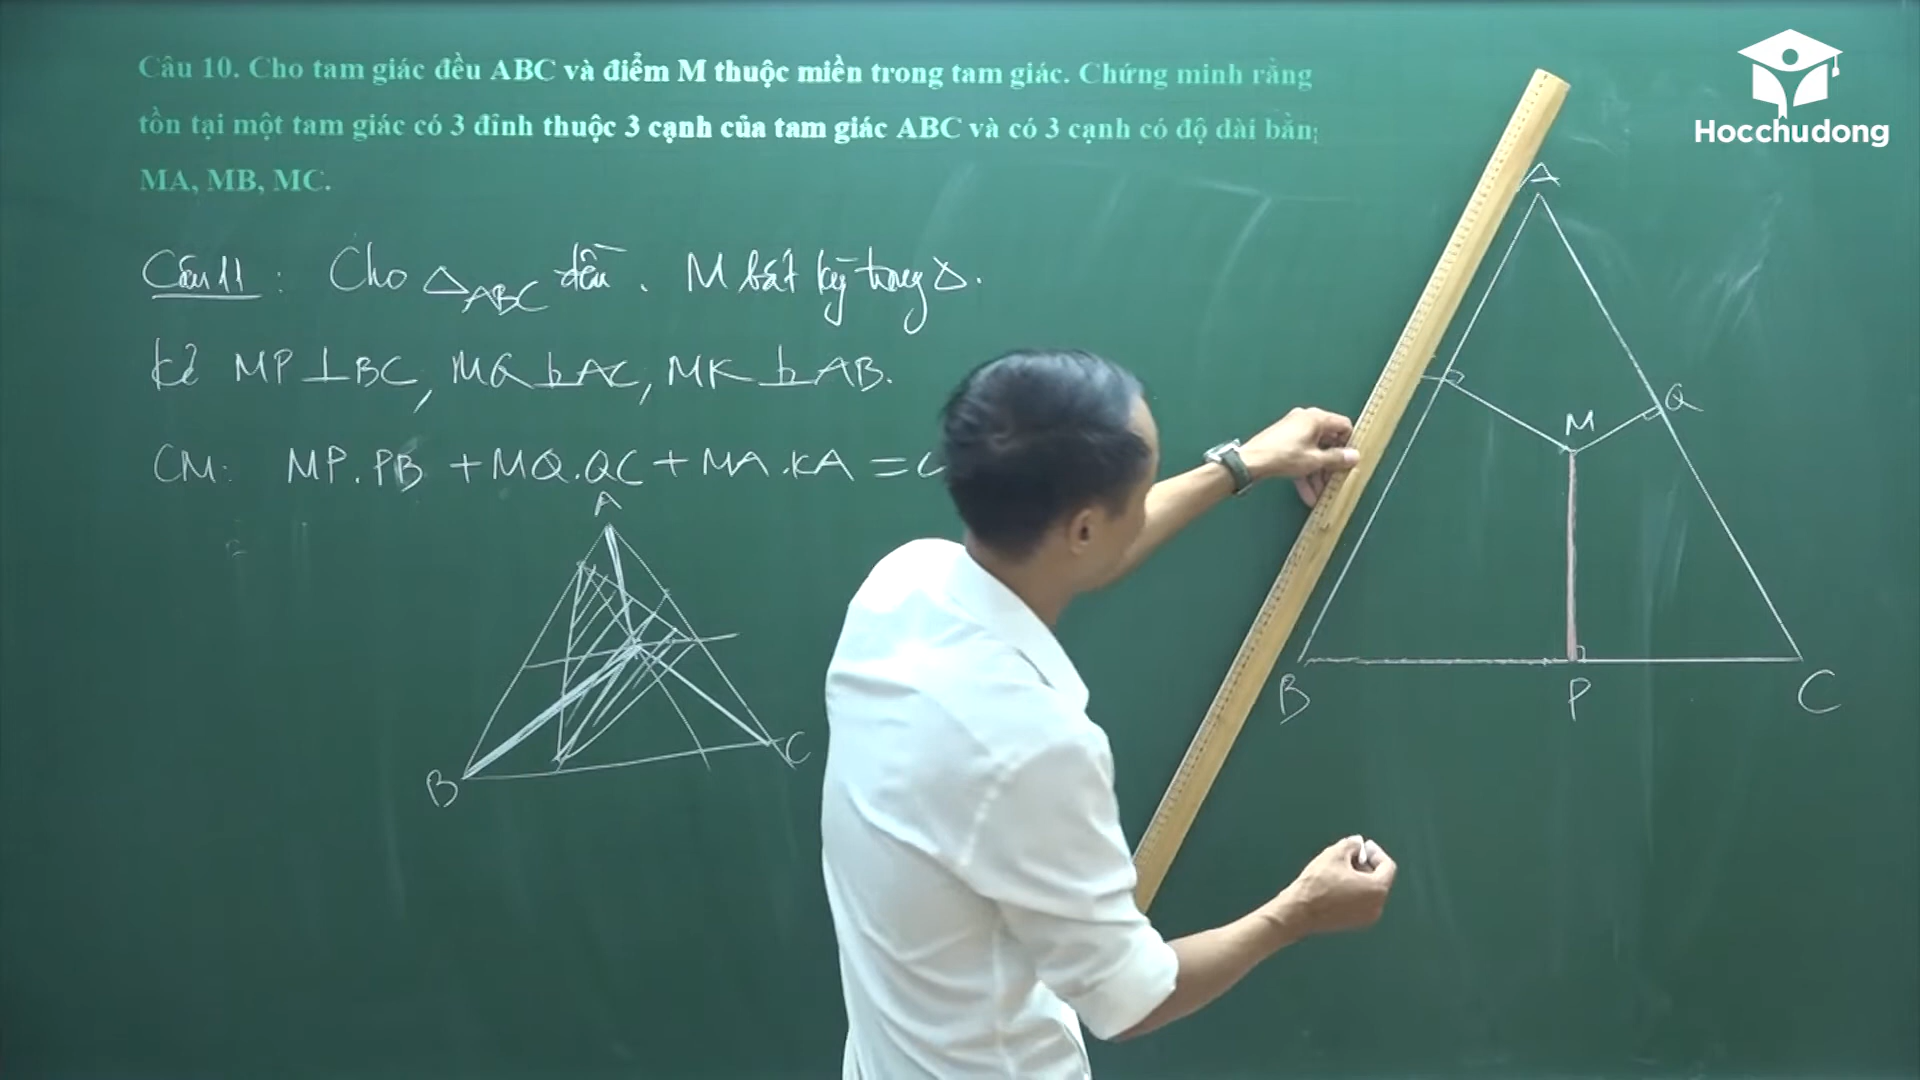 Câu 10. Cho tam giác đều ABC và điểm M thuộc miền trong tam giác. Chứng minh rằng
tồn tại một tam giác có 3 đỉnh thuộc 3 cạnh của tam giác ABC và có 3 cạnh có độ dài bằn
MA, MB, MC.
Hocchudong
Câu 11 : Cho △ABC đều. M bất kỳ trong △.
kẻ MP⊥BC, MQ⊥AC, MK⊥AB.
CM: MP.PB + MQ.QC + MA.KA =
A
B
C
A
M
Q
B
P
C